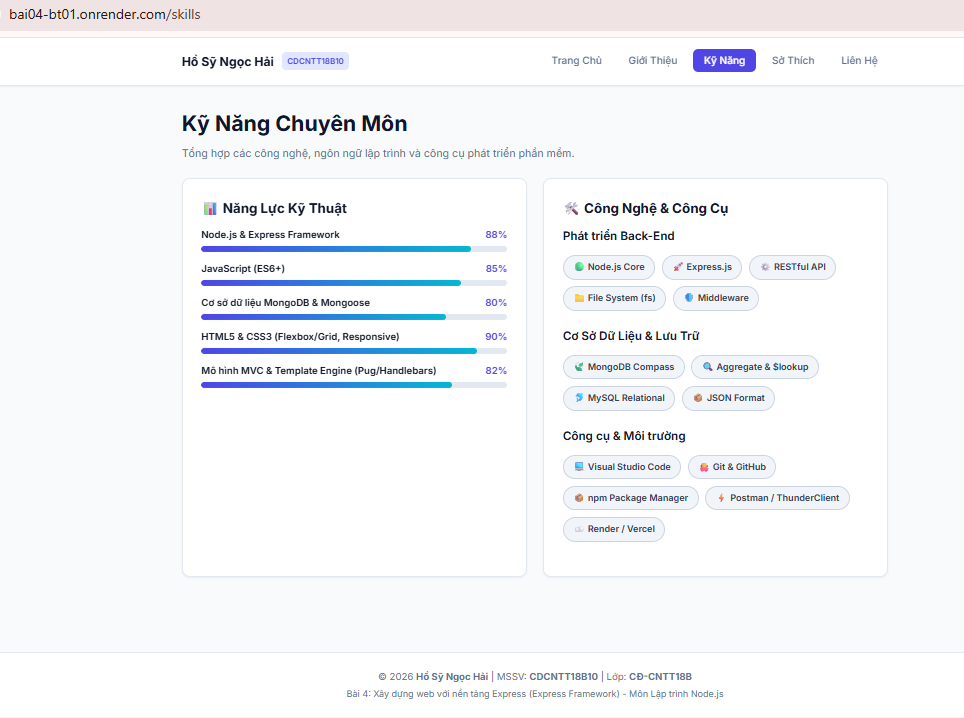 bai04-bt01.onrender.com/skills
Hồ Sỹ Ngọc Hải CDCNTT18B10 Trang Chủ Giới Thiệu Kỹ Năng Sở Thích Liên Hệ
Kỹ Năng Chuyên Môn
Tổng hợp các công nghệ, ngôn ngữ lập trình và công cụ phát triển phần mềm.
Năng Lực Kỹ Thuật
Node.js & Express Framework 88%
JavaScript (ES6+) 85%
Cơ sở dữ liệu MongoDB & Mongoose 80%
HTML5 & CSS3 (Flexbox/Grid, Responsive) 90%
Mô hình MVC & Template Engine (Pug/Handlebars) 82%
Công Nghệ & Công Cụ
Phát triển Back-End
Node.js Core Express.js RESTful API
File System (fs) Middleware
Cơ Sở Dữ Liệu & Lưu Trữ
MongoDB Compass Aggregate & $lookup
MySQL Relational JSON Format
Công cụ & Môi trường
Visual Studio Code Git & GitHub
npm Package Manager Postman / ThunderClient
Render / Vercel
© 2026 Hồ Sỹ Ngọc Hải | MSSV: CDCNTT18B10 | Lớp: CĐ-CNTT18B
Bài 4: Xây dựng web với nền tảng Express (Express Framework) - Môn Lập trình Node.js